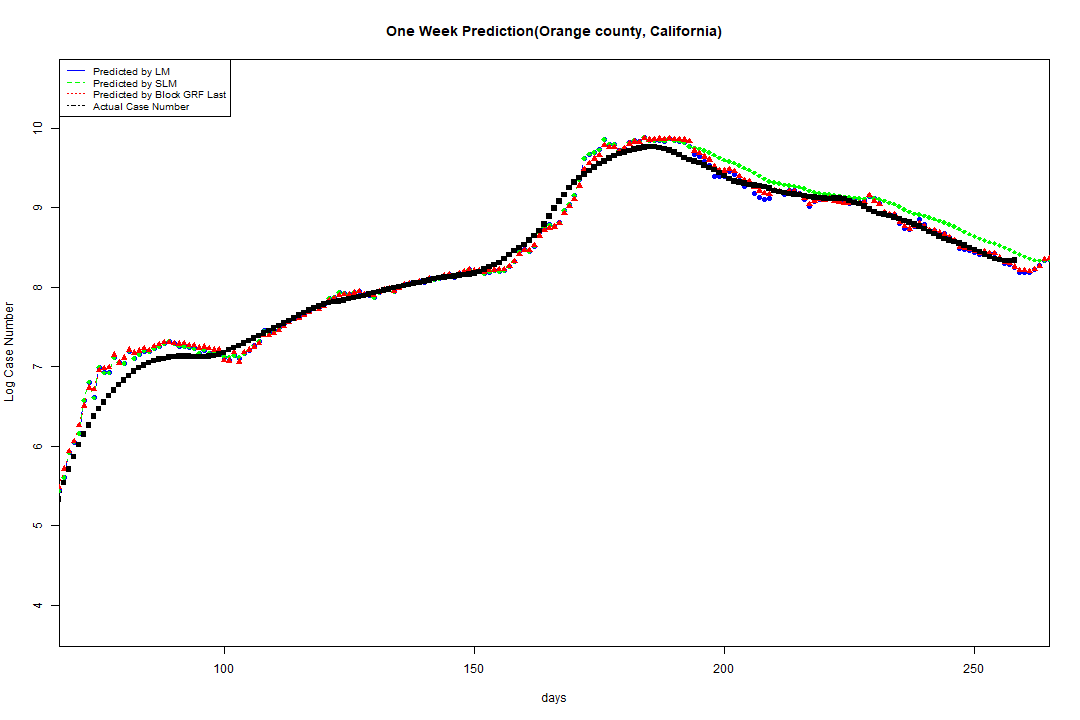 One Week Prediction(Orange county, California)
Predicted by LM
Predicted by SLM
Predicted by Block GRF Last
Actual Case Number
Log Case Number
10
9
8
7
6
5
4
100 150 200 250
days